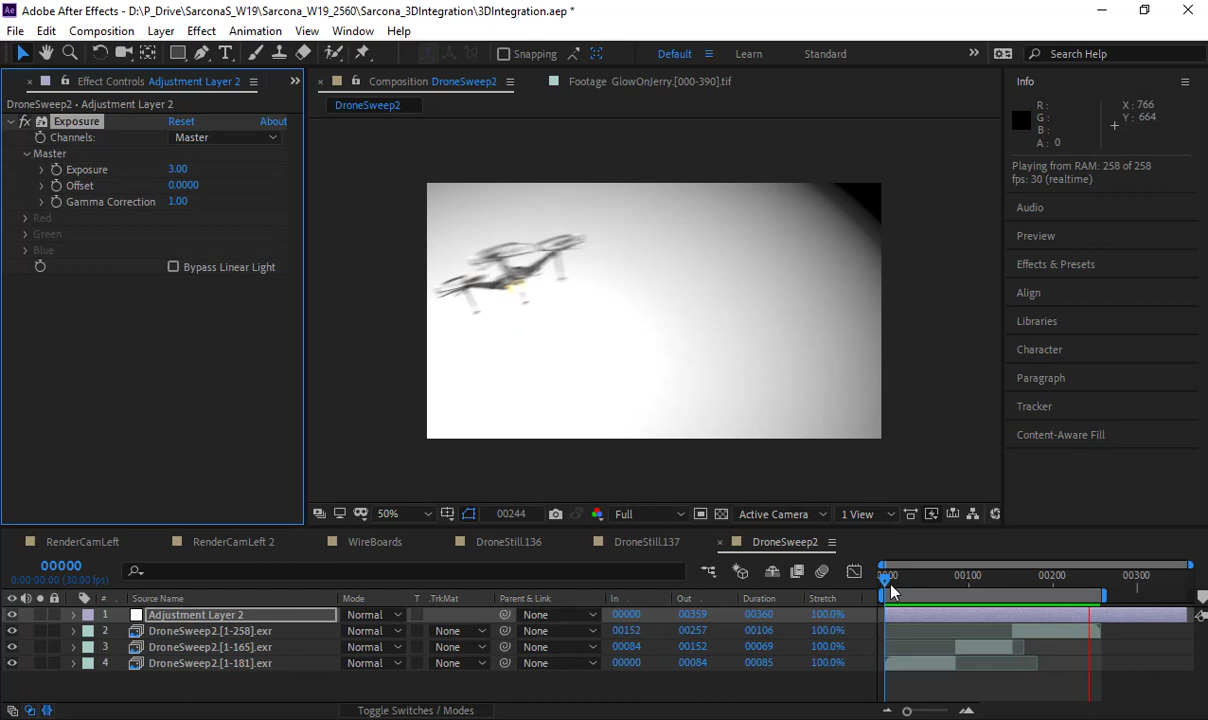 Ae Adobe After Effects - D:\P_Drive\SarconaS_W19\Sarcona_W19_2560\Sarcona_3DIntegration\3DIntegration.aep *
File Edit Composition Layer Effect Animation View Window Help
T Snapping Default Learn Standard Search Help
Effect Controls Adjustment Layer 2
Composition DroneSweep2
Footage GlowOnJerry.[000-390].tif
Info
DroneSweep2 • Adjustment Layer 2
DroneSweep2
fx Exposure Reset About
Channels: Master
Master
Exposure 3.00
Offset 0.0000
Gamma Correction 1.00
Red
Green
Blue
Bypass Linear Light
R :
G :
B :
A : 0
X : 766
Y : 664
Playing from RAM: 258 of 258
fps: 30 (realtime)
Audio
Preview
Effects & Presets
Align
Libraries
Character
Paragraph
Tracker
Content-Aware Fill
50% 00244 Full Active Camera 1 View
RenderCamLeft RenderCamLeft 2 WireBoards DroneStill.136 DroneStill.137 DroneSweep2
00000
0:00:00:00 (30.00 fps)
0000 00100 00200 00300
# Source Name Mode T .TrkMat Parent & Link In Out Duration Stretch
1 Adjustment Layer 2 Normal None 00000 00359 00360 100.0%
2 DroneSweep2.[1-258].exr Normal None None 00152 00257 00106 100.0%
3 DroneSweep2.[1-165].exr Normal None None 00084 00152 00069 100.0%
4 DroneSweep2.[1-181].exr Normal None None 00000 00084 00085 100.0%
Toggle Switches / Modes